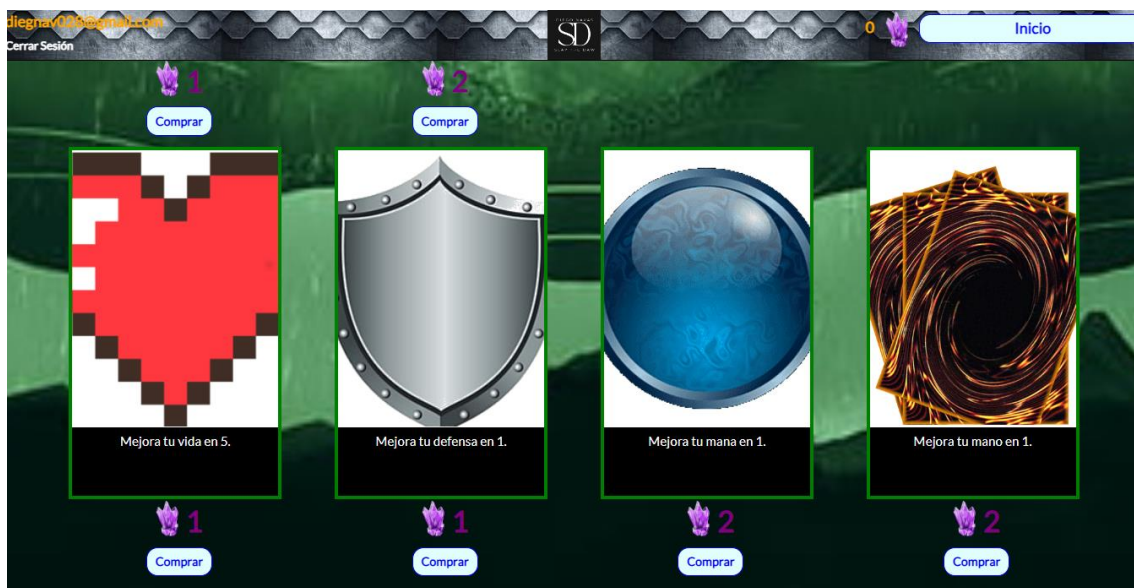 diegnav020@gmail.com
Cerrar Sesión
SD
0
Inicio
1
2
Comprar
Comprar
Mejora tu vida en 5.
Mejora tu defensa en 1.
Mejora tu mana en 1.
Mejora tu mano en 1.
1
1
2
2
Comprar
Comprar
Comprar
Comprar